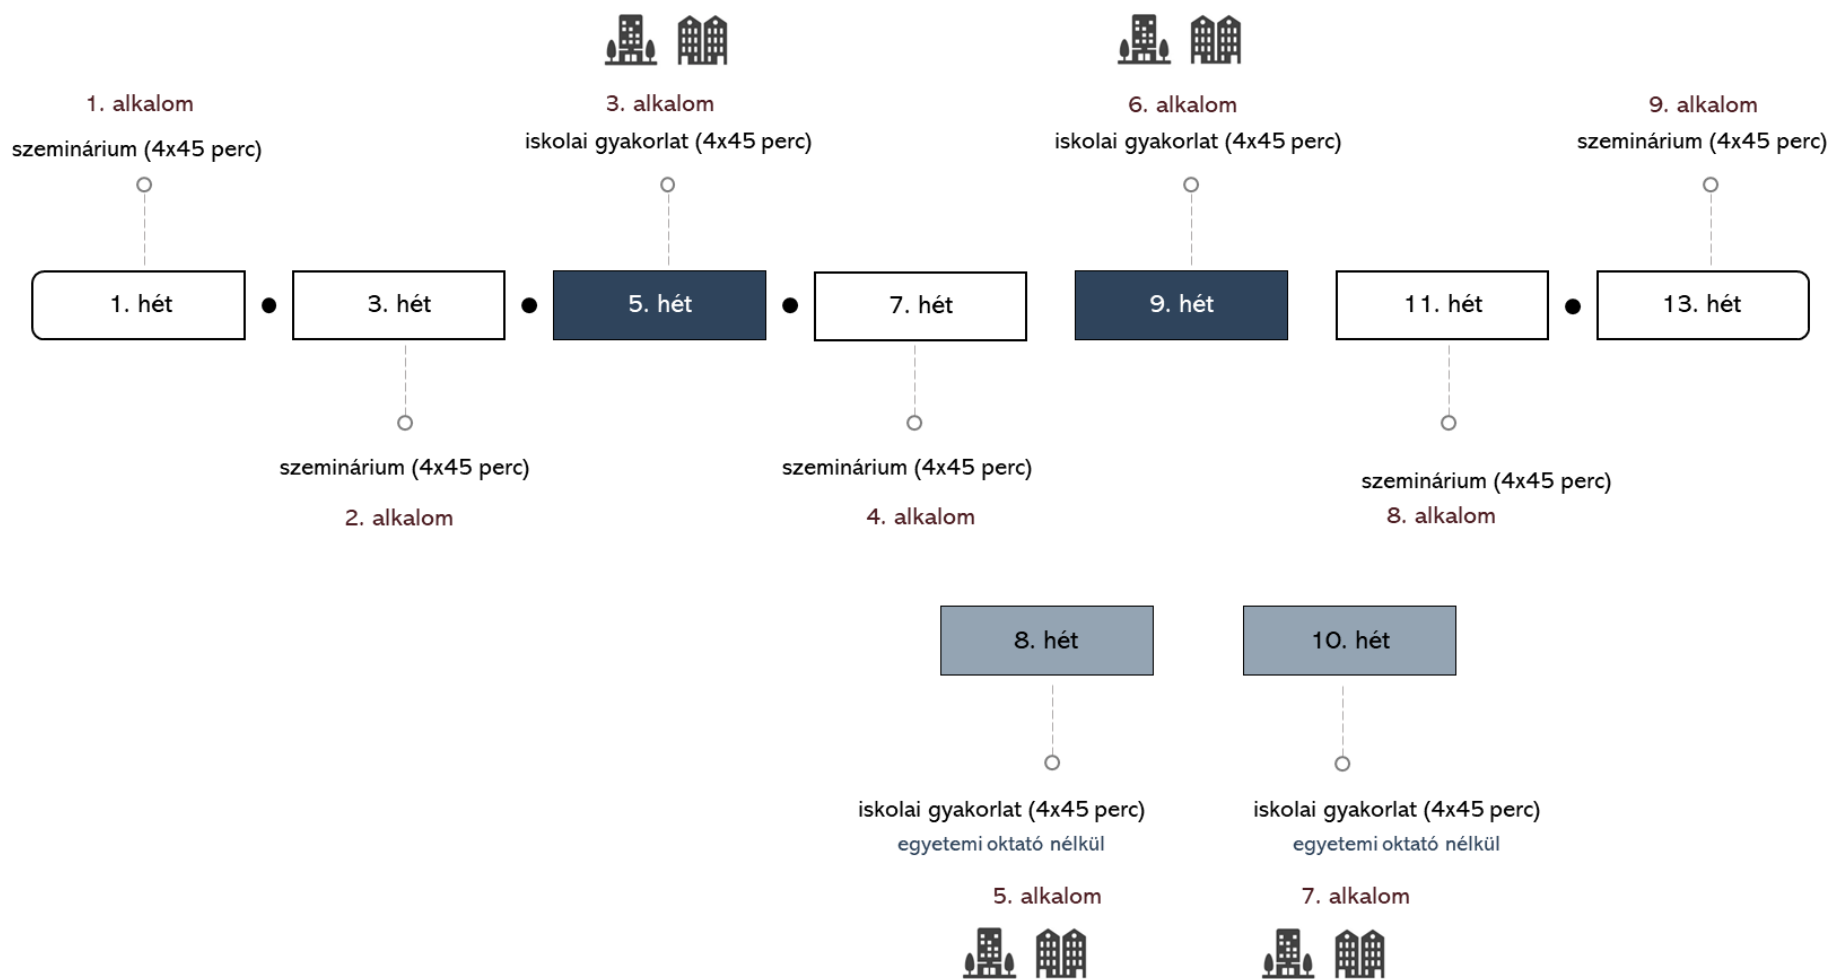 1. alkalom
szeminárium (4x45 perc)
3. alkalom
iskolai gyakorlat (4x45 perc)
6. alkalom
iskolai gyakorlat (4x45 perc)
9. alkalom
szeminárium (4x45 perc)
1. hét
3. hét
5. hét
7. hét
9. hét
11. hét
13. hét
szeminárium (4x45 perc)
2. alkalom
szeminárium (4x45 perc)
4. alkalom
szeminárium (4x45 perc)
8. alkalom
8. hét
10. hét
iskolai gyakorlat (4x45 perc)
egyetemi oktató nélkül
5. alkalom
iskolai gyakorlat (4x45 perc)
egyetemi oktató nélkül
7. alkalom